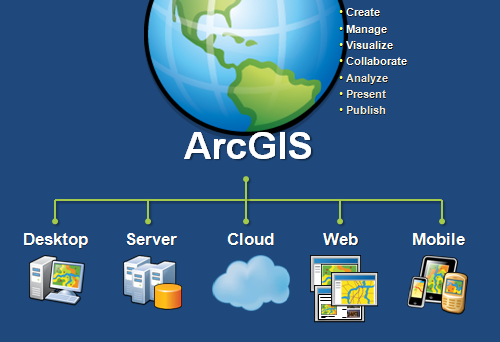 • Create
• Manage
• Visualize
• Collaborate
• Analyze
• Present
• Publish
ArcGIS
Desktop Server Cloud Web Mobile